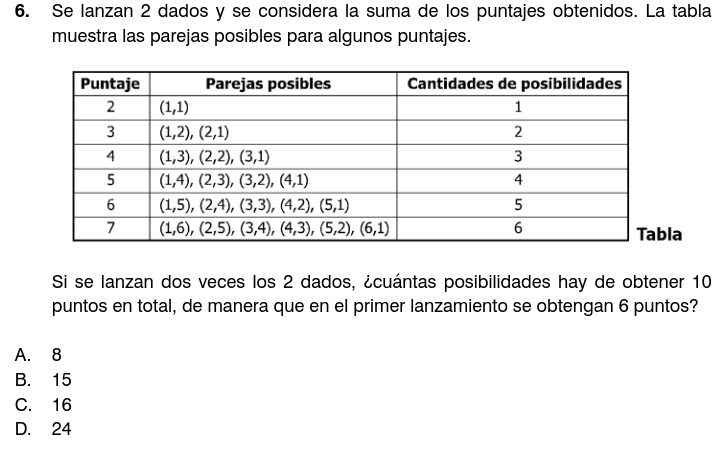 6. Se lanzan 2 dados y se considera la suma de los puntajes obtenidos. La tabla
muestra las parejas posibles para algunos puntajes.
Puntaje Parejas posibles Cantidades de posibilidades
2 (1,1) 1
3 (1,2), (2,1) 2
4 (1,3), (2,2), (3,1) 3
5 (1,4), (2,3), (3,2), (4,1) 4
6 (1,5), (2,4), (3,3), (4,2), (5,1) 5
7 (1,6), (2,5), (3,4), (4,3), (5,2), (6,1) 6
Tabla
Si se lanzan dos veces los 2 dados, ¿cuántas posibilidades hay de obtener 10
puntos en total, de manera que en el primer lanzamiento se obtengan 6 puntos?
A. 8
B. 15
C. 16
D. 24